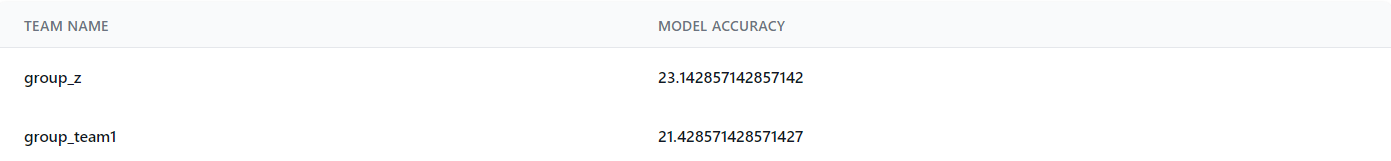 TEAM NAME MODEL ACCURACY
group_z 23.142857142857142
group_team1 21.428571428571427